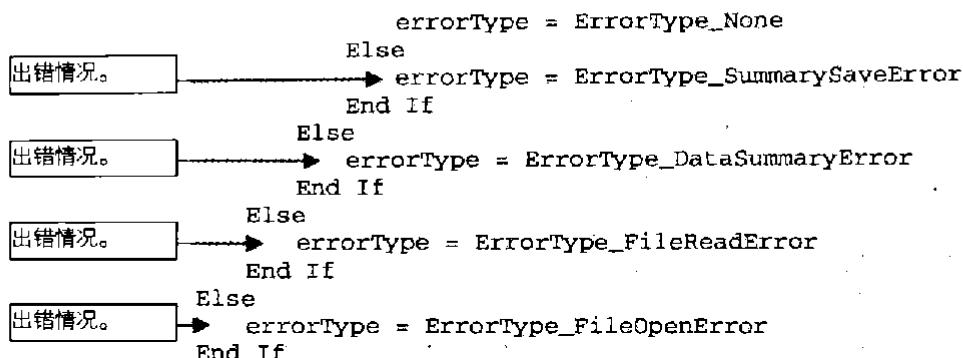 errorType = ErrorType_None
Else
出错情况。
errorType = ErrorType_SummarySaveError
End If
Else
出错情况。
errorType = ErrorType_DataSummaryError
End If
Else
出错情况。
errorType = ErrorType_FileReadError
End If
Else
出错情况。
errorType = ErrorType_FileOpenError
End If